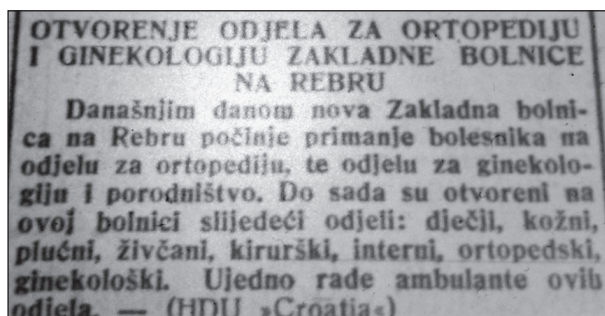 OTVORENJE ODJELA ZA ORTOPEDIJU
I GINEKOLOGIJU ZAKLADNE BOLNICE
NA REBRU
Današnjim danom nova Zakladna bolni-
ca na Rebru počinje primanje bolesnika na
odjelu za ortopediju, te odjelu za ginekolo-
giju i porodništvo. Do sada su otvoreni na
ovoj bolnici slijedeći odjeli: dječji, kožni,
plućni, živčani, kirurški, interni, ortopedski,
ginekološki. Ujedno rade ambulante ovih
odjela. — (HDU »Croatia«)